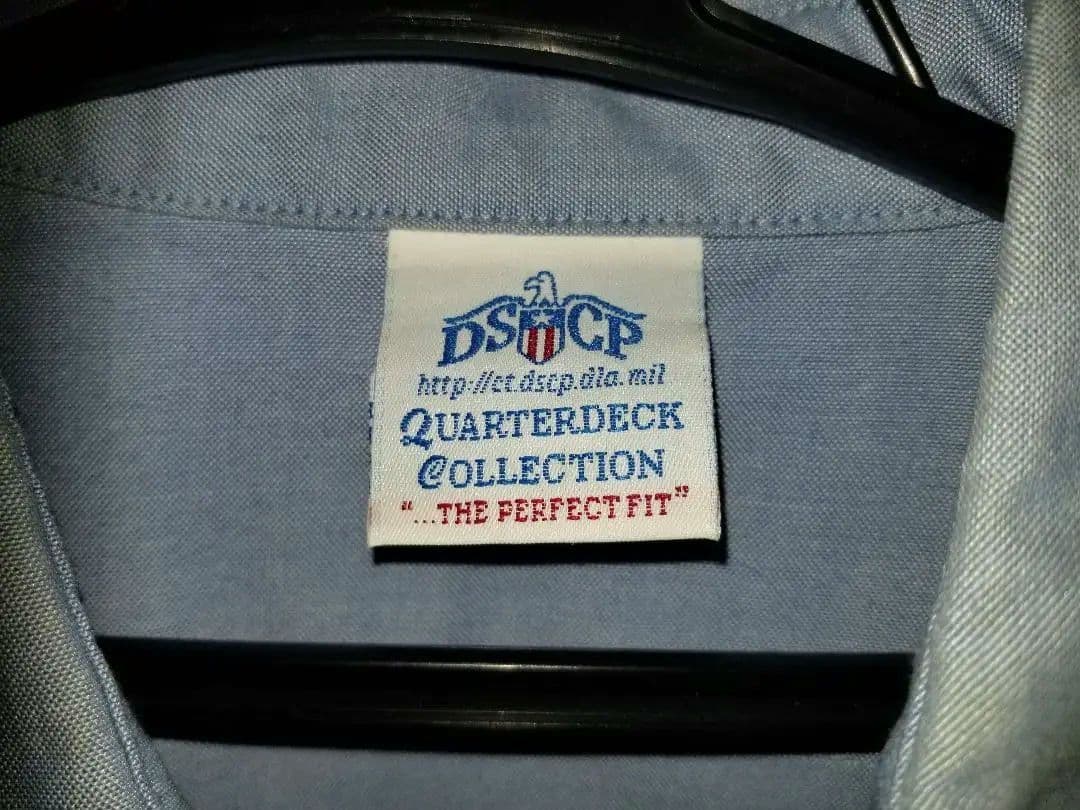 DSCP
http://ct.dscp.dla.mil
QUARTERDECK
COLLECTION
"...THE PERFECT FIT"